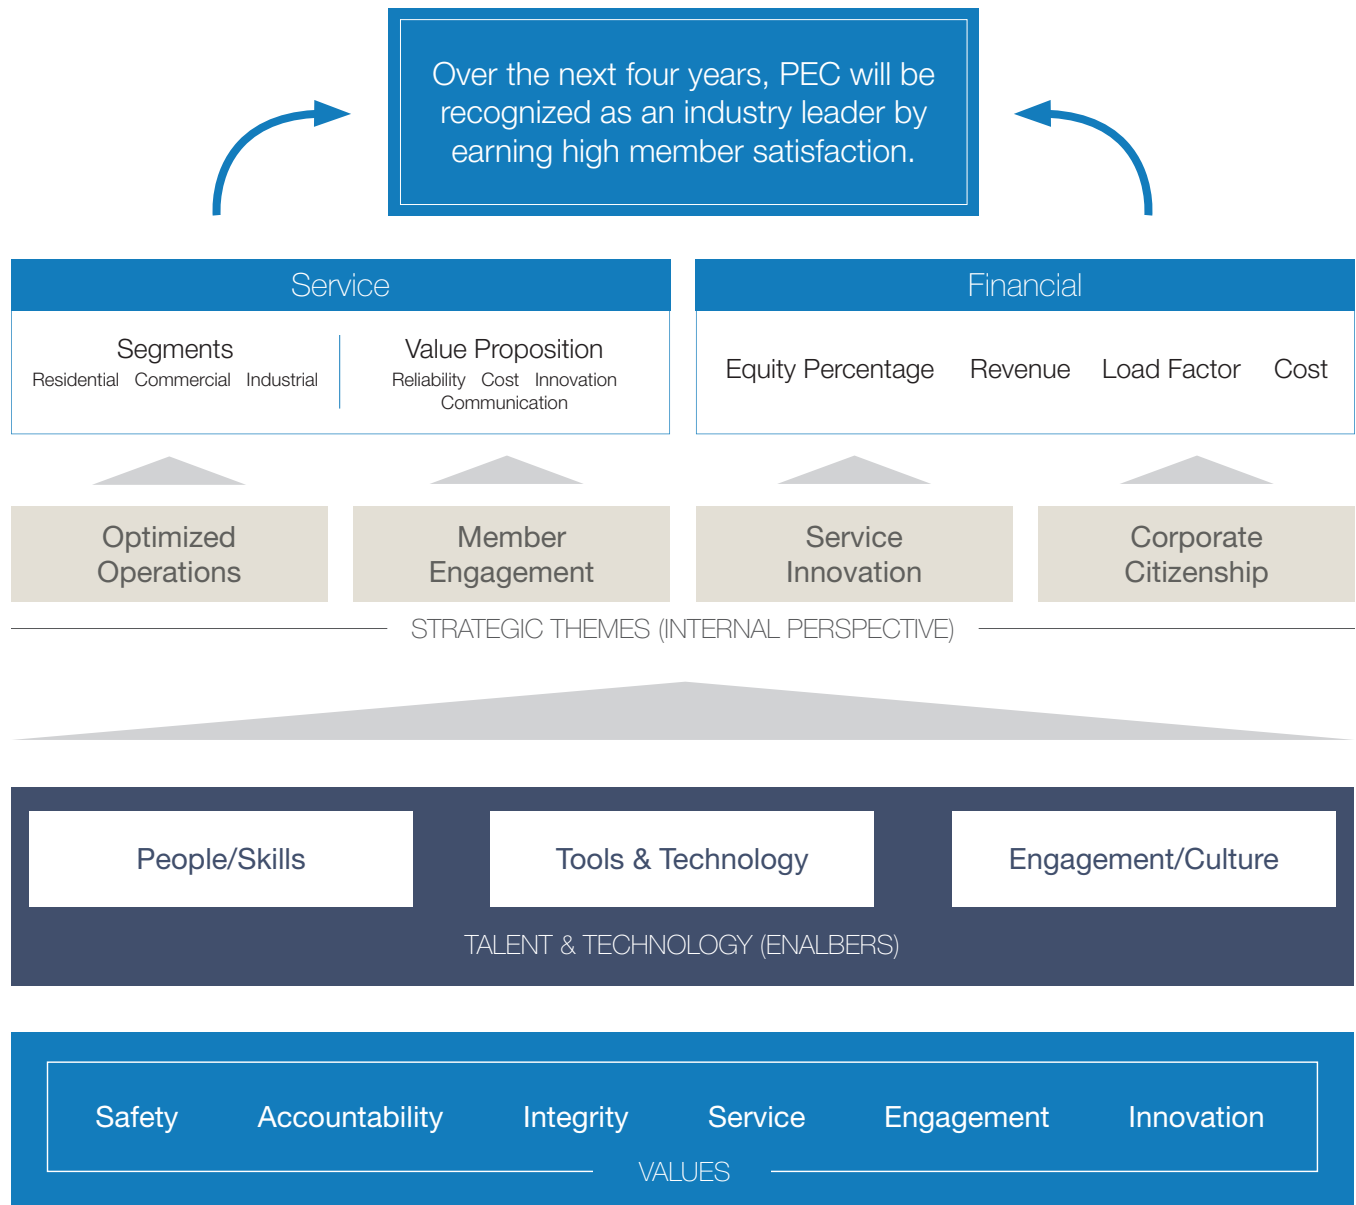 Over the next four years, PEC will be
recognized as an industry leader by
earning high member satisfaction.
Service
Segments
Residential Commercial Industrial
Value Proposition
Reliability Cost Innovation
Communication
Financial
Equity Percentage Revenue Load Factor Cost
Optimized
Operations
Member
Engagement
Service
Innovation
Corporate
Citizenship
STRATEGIC THEMES (INTERNAL PERSPECTIVE)
People/Skills
Tools & Technology
Engagement/Culture
TALENT & TECHNOLOGY (ENALBERS)
Safety Accountability Integrity Service Engagement Innovation
VALUES